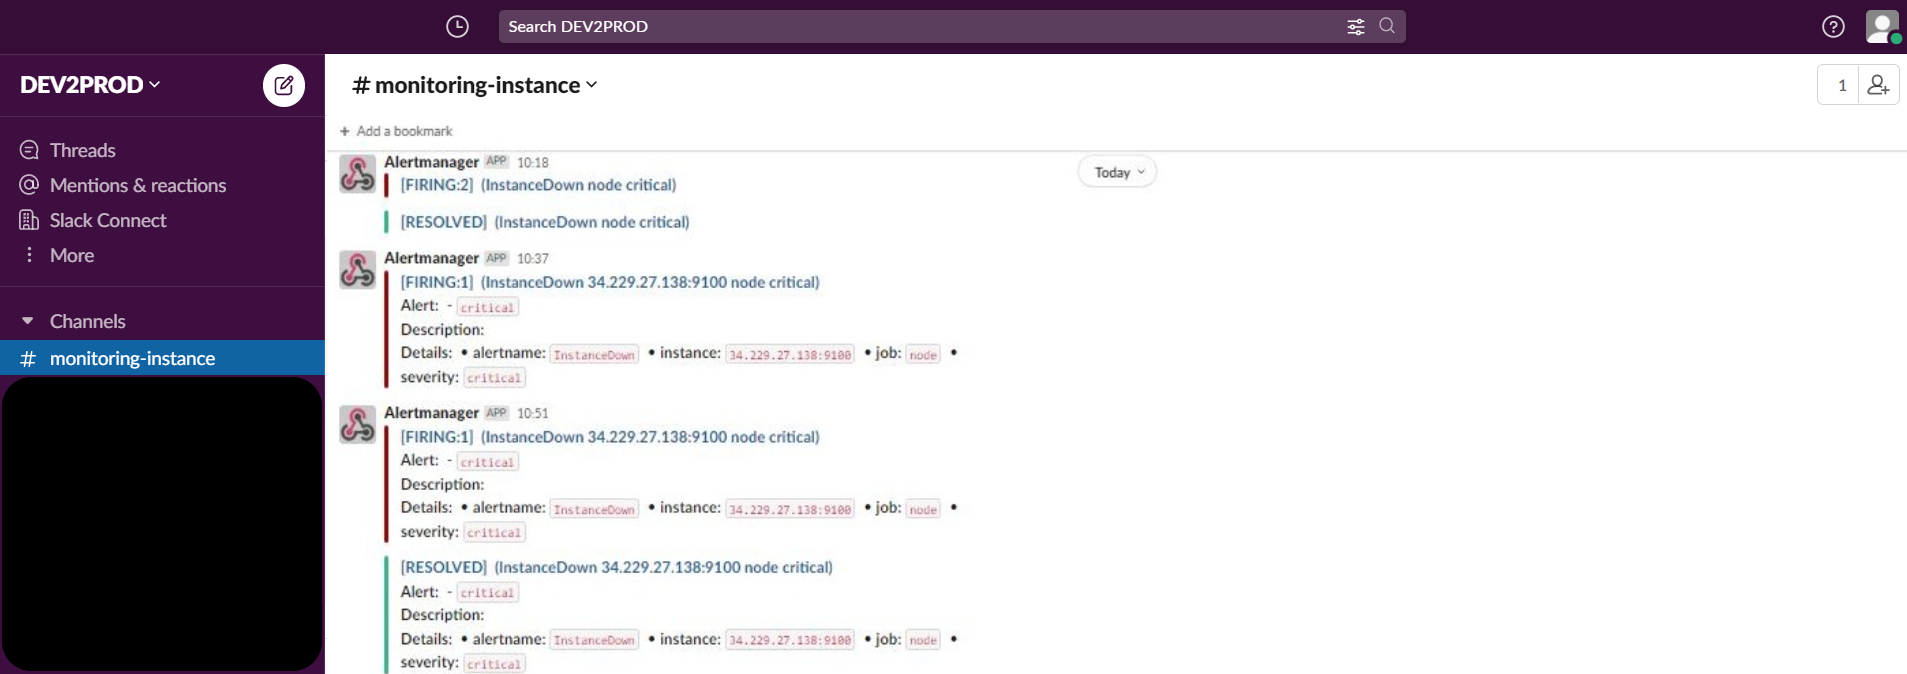 Search DEV2PROD
DEV2PROD
# monitoring-instance
1
Threads
Mentions & reactions
Slack Connect
More
Channels
# monitoring-instance
+ Add a bookmark
Today
Alertmanager APP 10:18
[FIRING:2] (InstanceDown node critical)
[RESOLVED] (InstanceDown node critical)
Alertmanager APP 10:37
[FIRING:1] (InstanceDown 34.229.27.138:9100 node critical)
Alert: - critical
Description:
Details: • alertname: InstanceDown • instance: 34.229.27.138:9100 • job: node •
severity: critical
Alertmanager APP 10:51
[FIRING:1] (InstanceDown 34.229.27.138:9100 node critical)
Alert: - critical
Description:
Details: • alertname: InstanceDown • instance: 34.229.27.138:9100 • job: node •
severity: critical
[RESOLVED] (InstanceDown 34.229.27.138:9100 node critical)
Alert: - critical
Description:
Details: • alertname: InstanceDown • instance: 34.229.27.138:9100 • job: node •
severity: critical